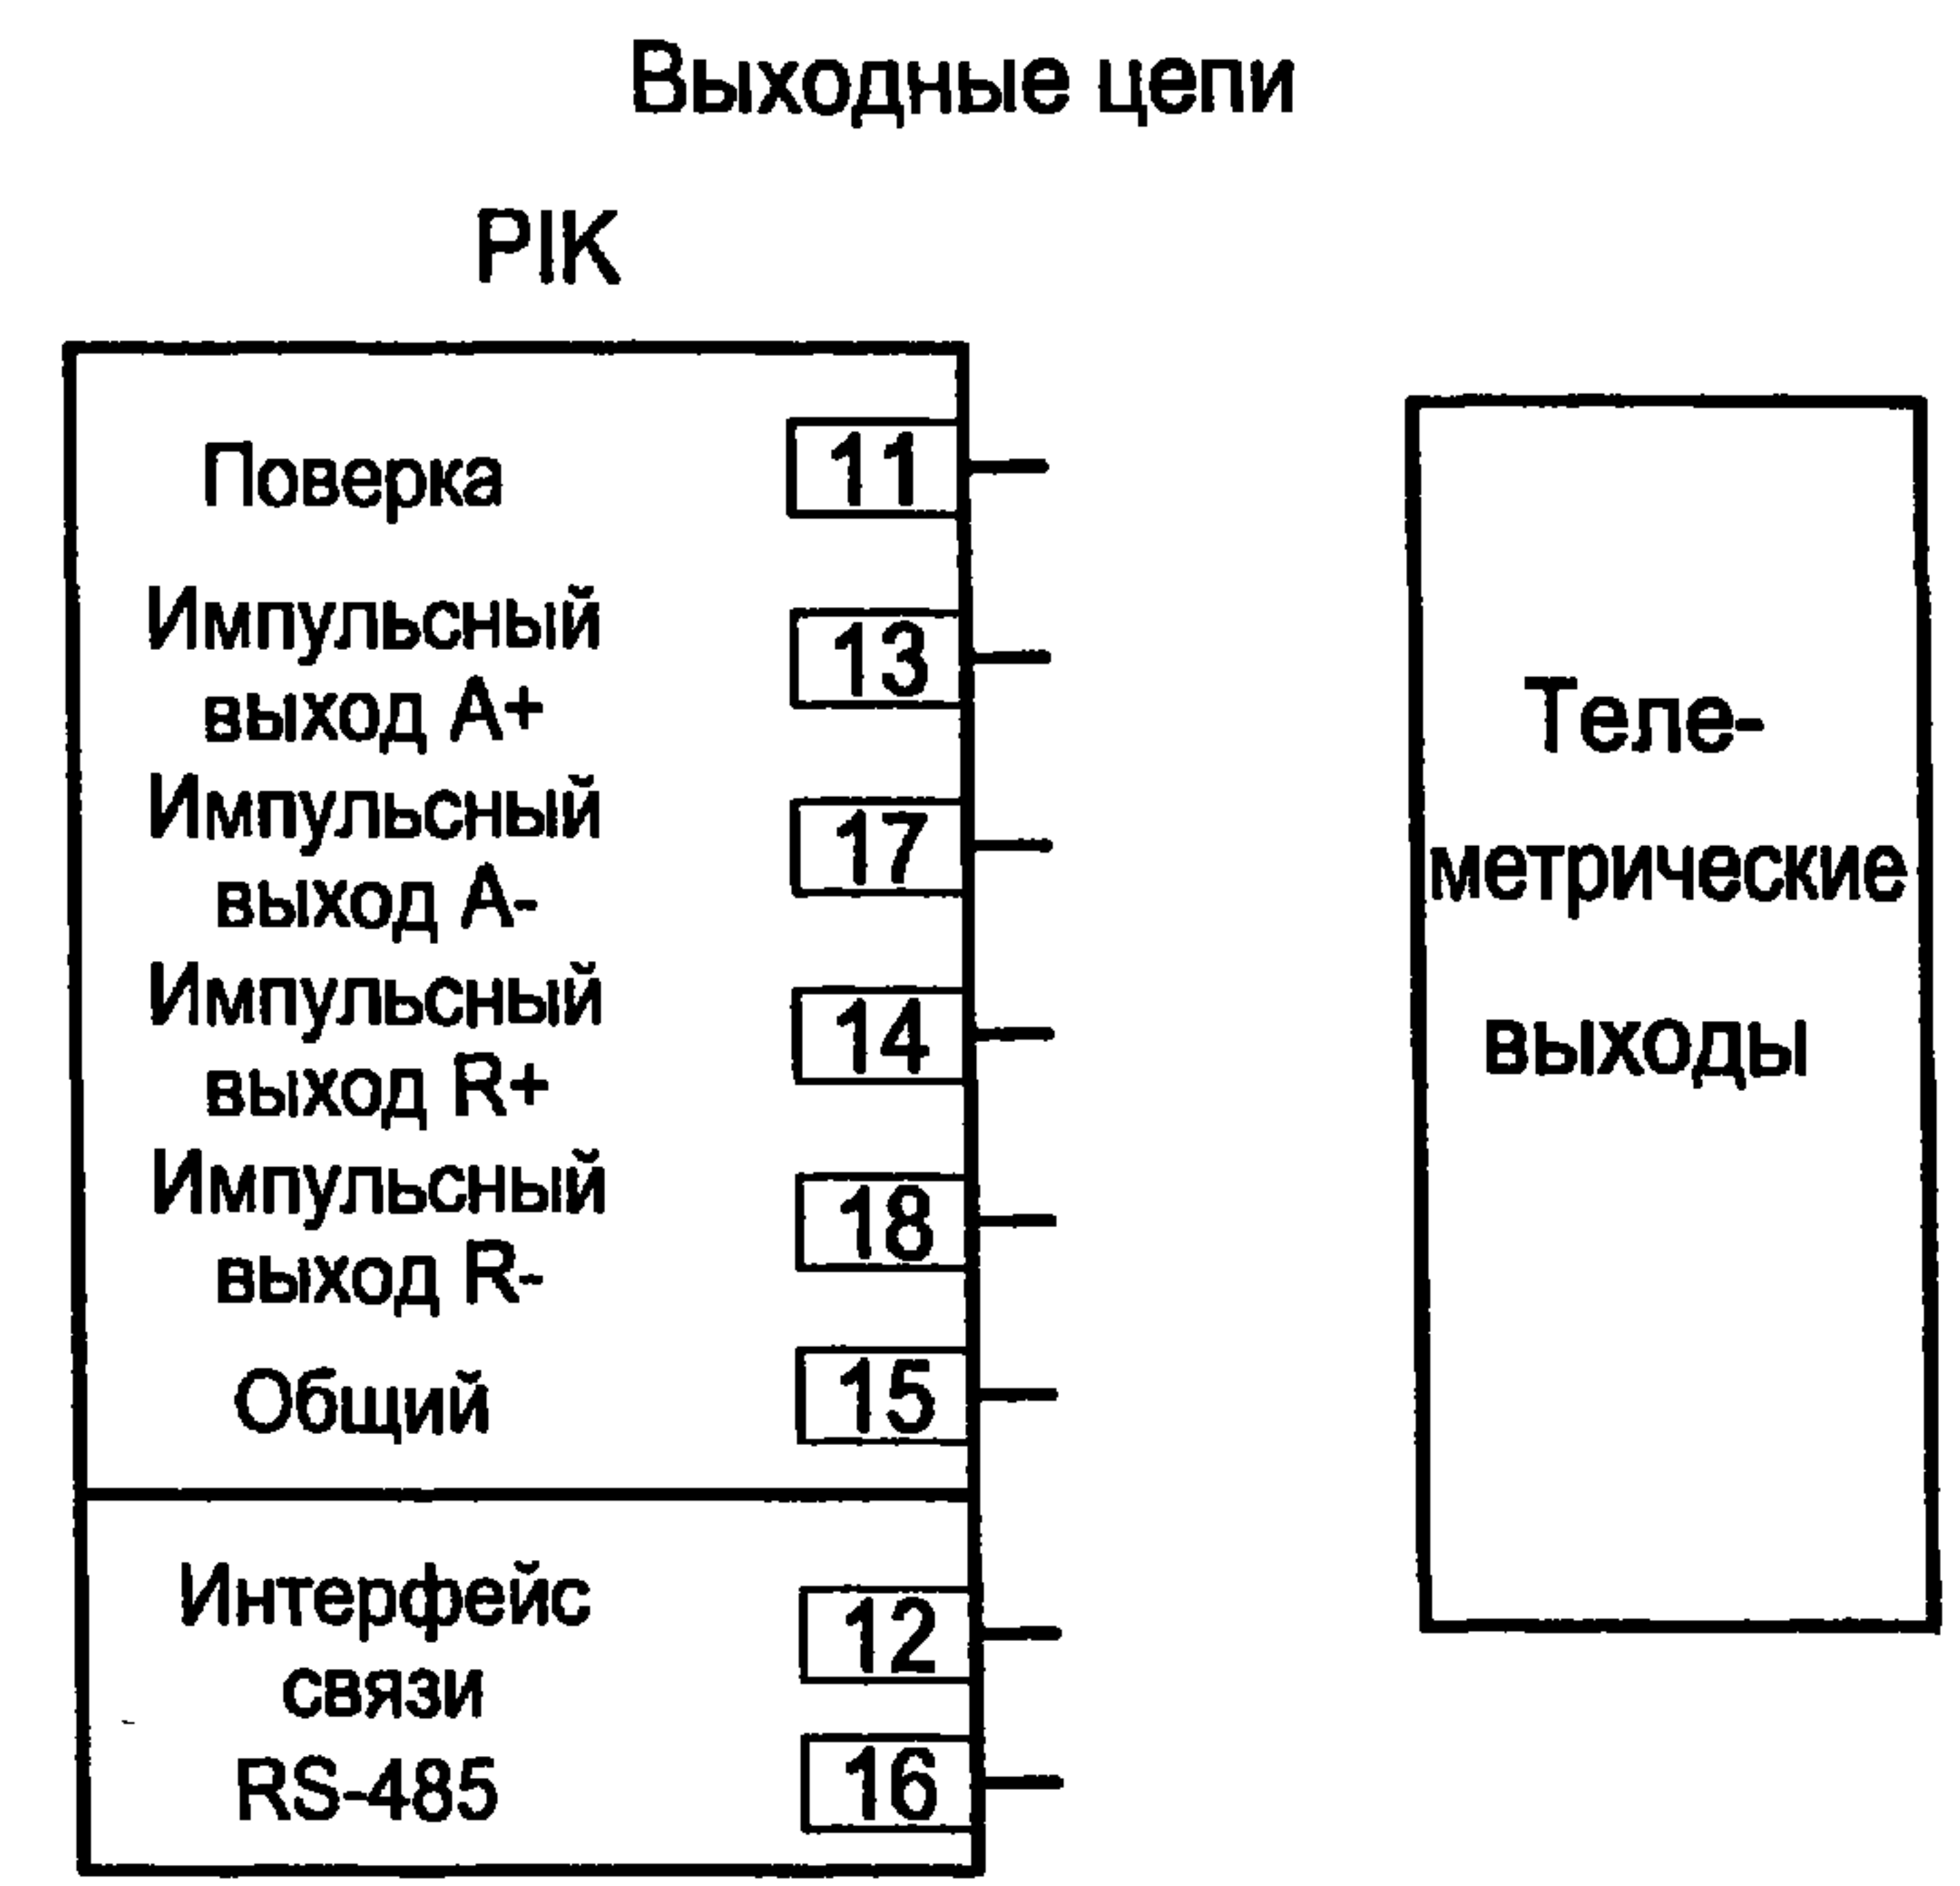 Выходные цепи
PIK
Поверка
11
Импульсный
выход A+
13
Импульсный
выход A-
17
Импульсный
выход R+
14
Импульсный
выход R-
18
Общий
15
Интерфейс
связи
RS-485
12
16
Теле-
метрические
выходы